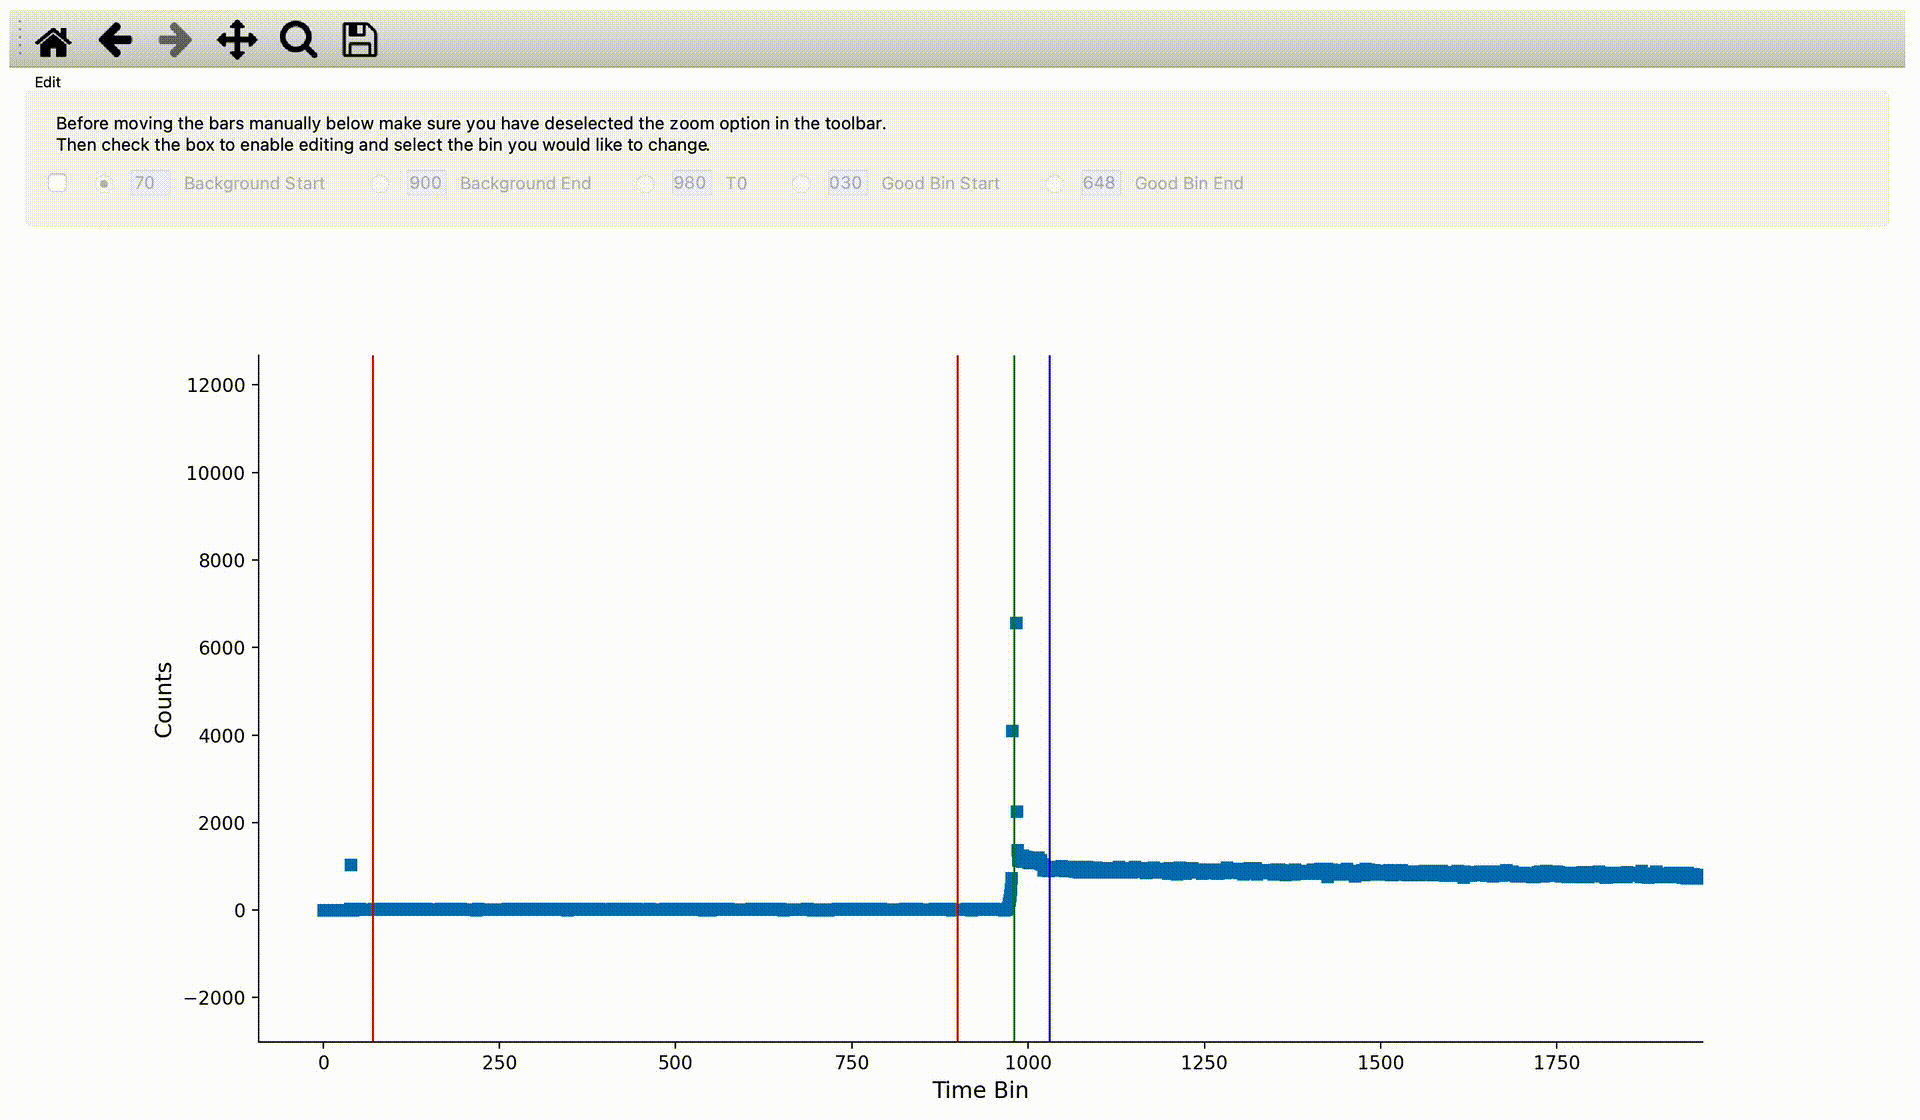 Edit
Before moving the bars manually below make sure you have deselected the zoom option in the toolbar.
Then check the box to enable editing and select the bin you would like to change.
70 Background Start 900 Background End 980 T0 030 Good Bin Start 648 Good Bin End
12000
10000
8000
6000
4000
2000
0
−2000
Counts
0 250 500 750 1000 1250 1500 1750
Time Bin